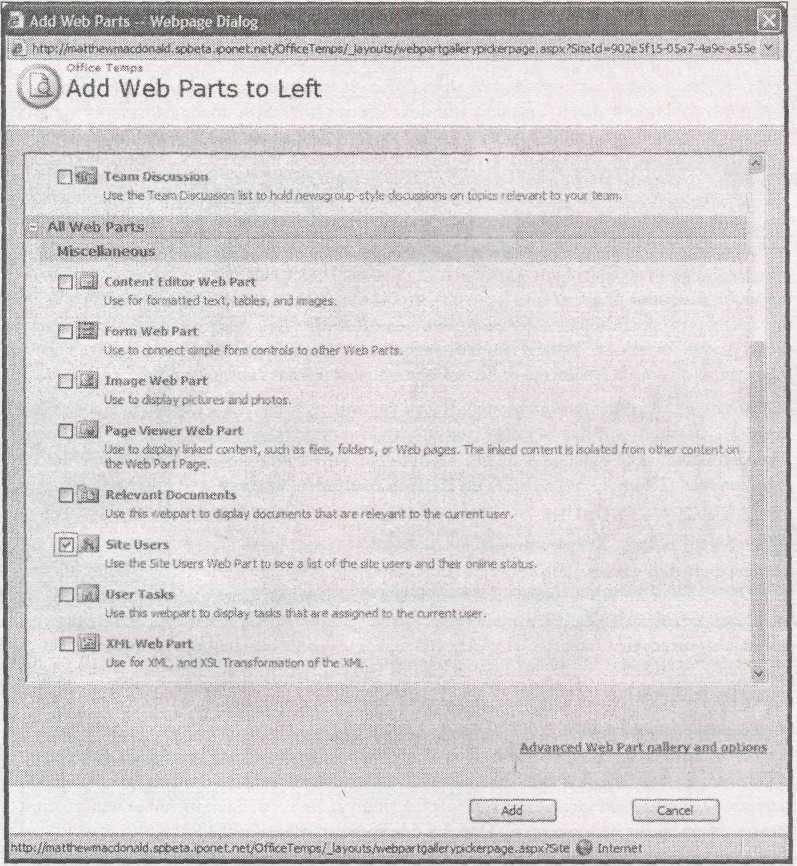 Add Web Parts -- Webpage Dialog
http://matthewmacdonald.spbeta.iponet.net/OfficeTemps/_layouts/webpartgallerypickerpage.aspx?SiteId=902e5f15-05a7-4a9e-a55e
Office Temps
Add Web Parts to Left
Team Discussion
Use the Team Discussion list to hold newsgroup-style discussions on topics relevant to your team.
All Web Parts
Miscellaneous
Content Editor Web Part
Use for formatted text, tables, and images.
Form Web Part
Use to connect simple form controls to other Web Parts.
Image Web Part
Use to display pictures and photos.
Page Viewer Web Part
Use to display linked content, such as files, folders, or Web pages. The linked content is isolated from other content on
the Web Part Page.
Relevant Documents
Use this webpart to display documents that are relevant to the current user.
Site Users
Use the Site Users Web Part to see a list of the site users and their online status.
User Tasks
Use this webpart to display tasks that are assigned to the current user.
XML Web Part
Use for XML, and XSL Transformation of the XML.
Advanced Web Part gallery and options
Add Cancel
http://matthewmacdonald.spbeta.iponet.net/OfficeTemps/_layouts/webpartgallerypickerpage.aspx?Site Internet